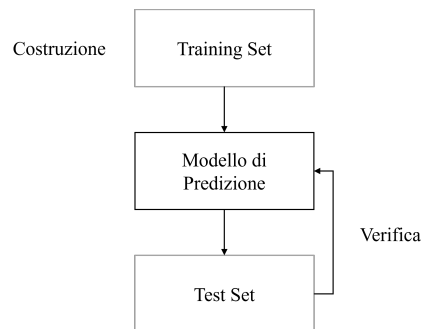 Costruzione
Training Set
Modello di
Predizione
Verifica
Test Set